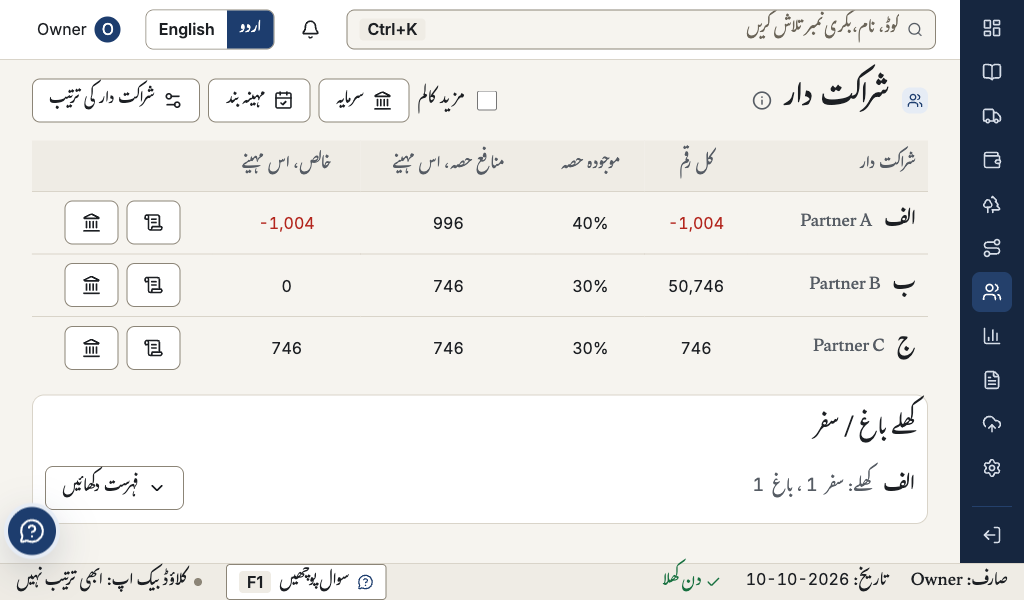 لوڈ، نام، بکری نمبر تلاش کریں Ctrl+K
اردو English
O Owner
شراکت دار
مزید کالم
سرمایہ
مہینہ بند
شراکت دار کی ترتیب
شراکت دار کل رقم موجودہ حصہ منافع حصہ، اس مہینے خالص، اس مہینے
الف Partner A -1,004 40% 996 -1,004
ب Partner B 50,746 30% 746 0
ج Partner C 746 30% 746 746
کھلے باغ / سفر
الف کھلے: سفر 1، باغ 1
فہرست دکھائیں
صارف: Owner تاریخ: 10-10-2026 دن کھلا سوال پوچھیں F1 کلاؤڈ بیک اپ: ابھی ترتیب نہیں